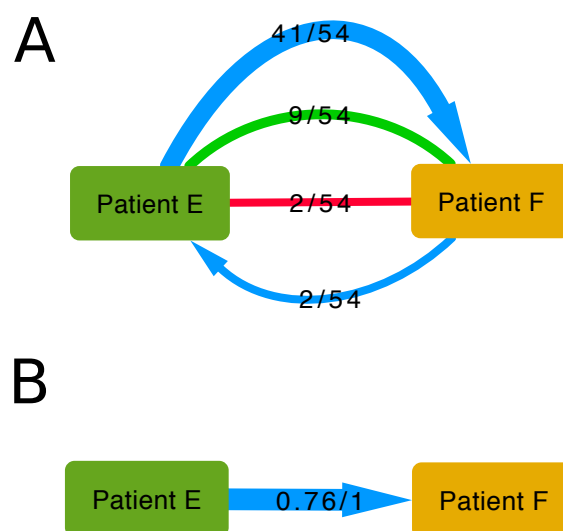 A
41/54
9/54
Patient E
2/54
Patient F
2/54
B
Patient E
0.76/1
Patient F